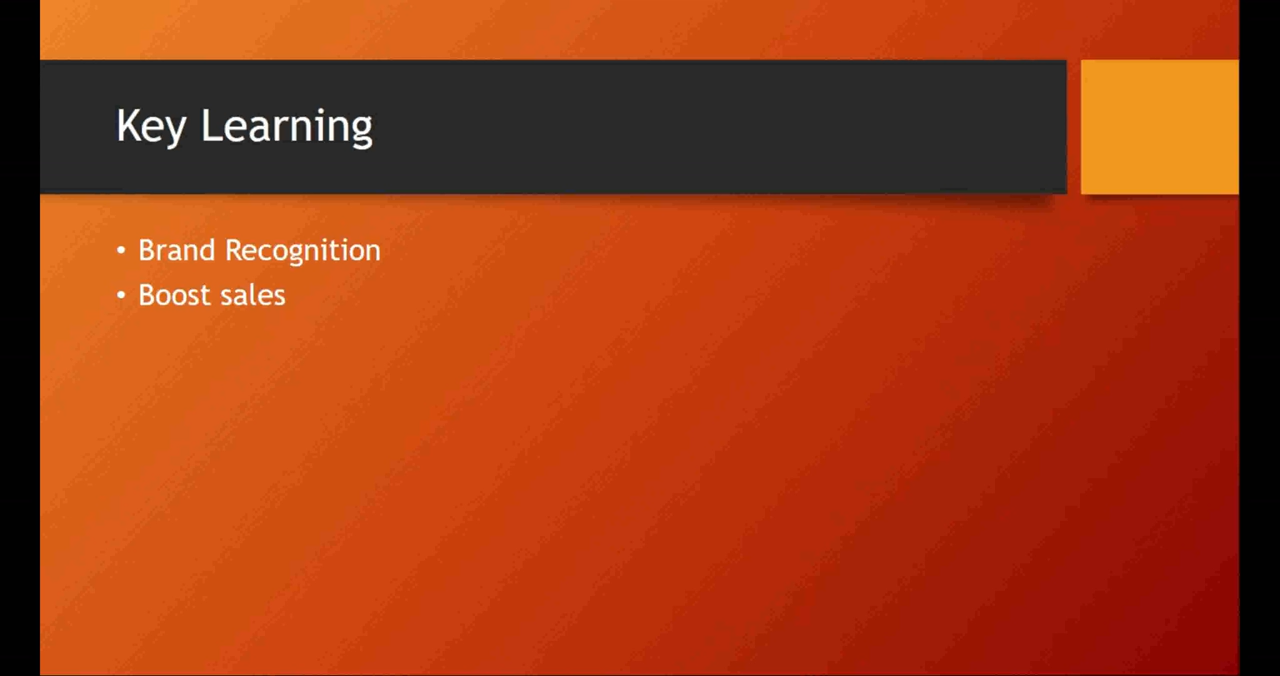 Key Learning
• Brand Recognition
• Boost sales